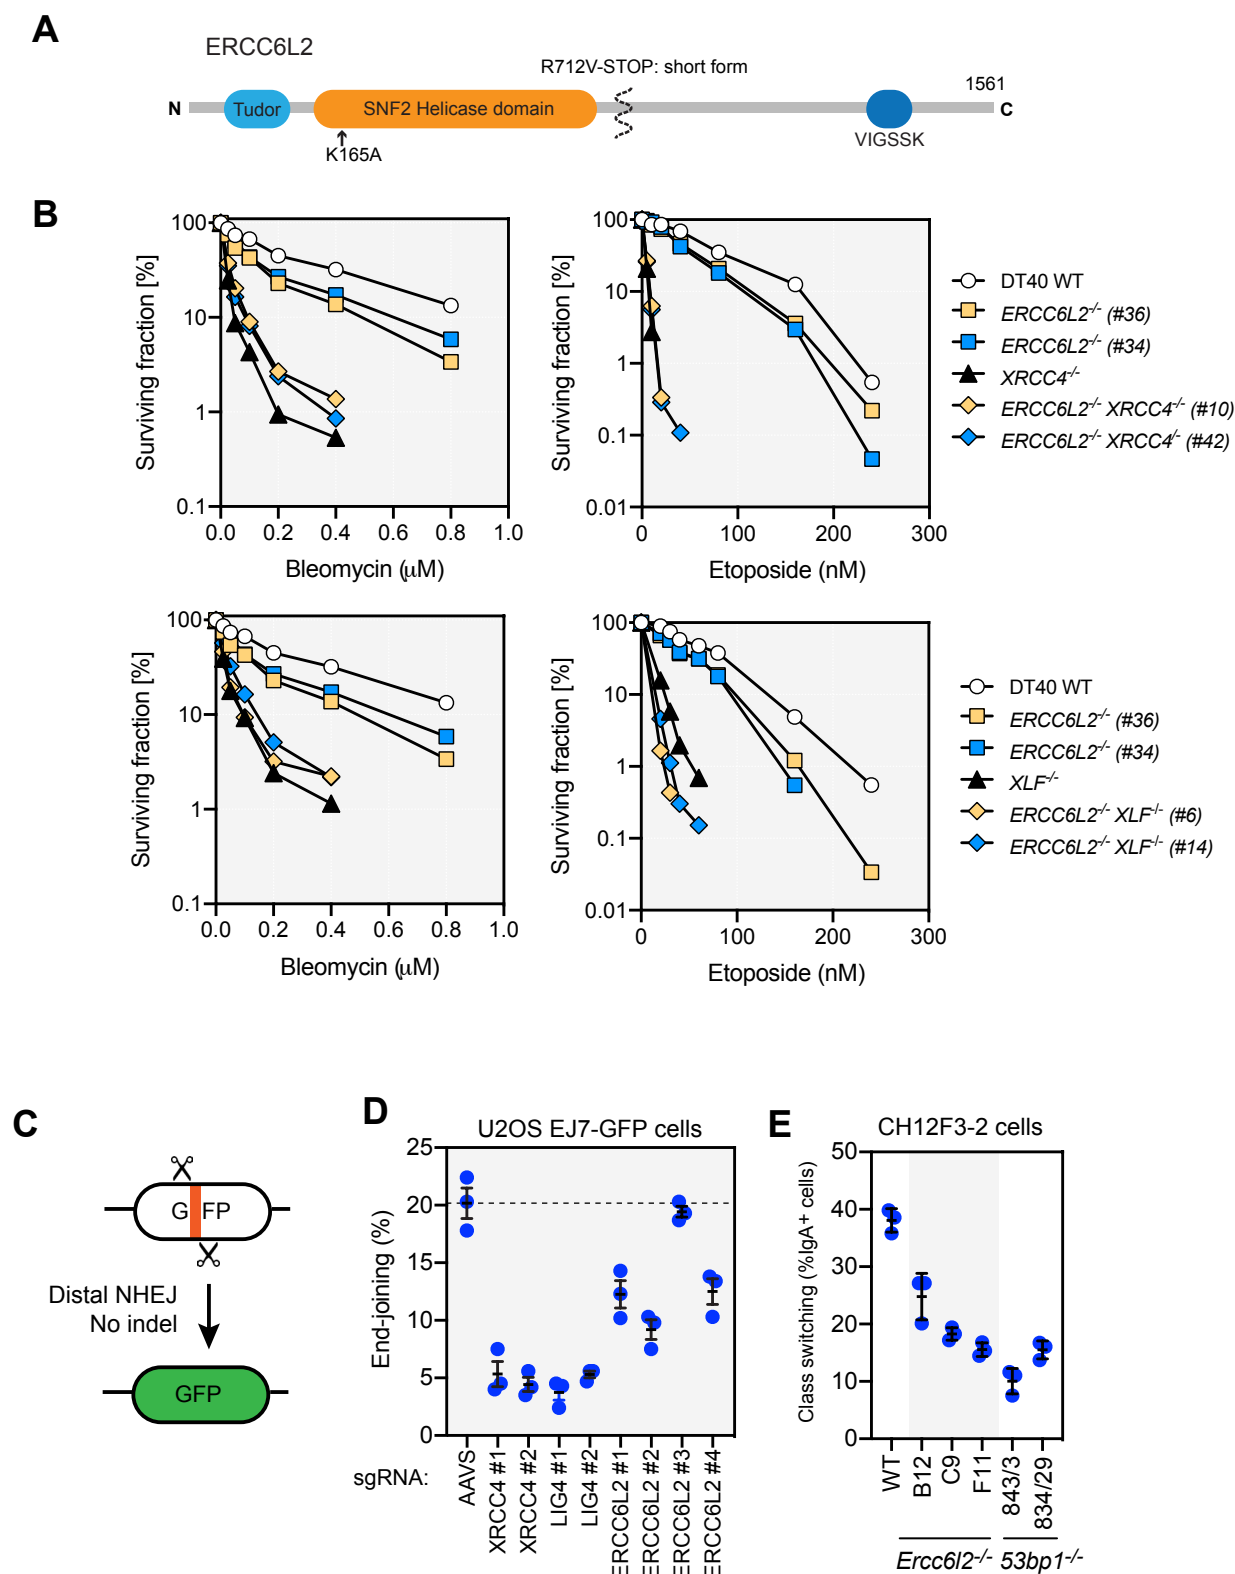 A
ERCC6L2
R712V-STOP: short form
1561
N
Tudor
SNF2 Helicase domain
C
K165A
VIGSSK
B
Surviving fraction [%]
100
10
1
0.1
0.0 0.2 0.4 0.6 0.8 1.0
Bleomycin (μM)
Surviving fraction [%]
100
10
1
0.1
0.01
0 100 200 300
Etoposide (nM)
DT40 WT
ERCC6L2-/- (#36)
ERCC6L2-/- (#34)
XRCC4-/-
ERCC6L2-/- XRCC4-/- (#10)
ERCC6L2-/- XRCC4/- (#42)
Surviving fraction [%]
100
10
1
0.1
0.0 0.2 0.4 0.6 0.8 1.0
Bleomycin (μM)
Surviving fraction [%]
100
10
1
0.1
0.01
0 100 200 300
Etoposide (nM)
DT40 WT
ERCC6L2-/- (#36)
ERCC6L2-/- (#34)
XLF-/-
ERCC6L2-/- XLF-/- (#6)
ERCC6L2-/- XLF-/- (#14)
C
G FP
Distal NHEJ
No indel
GFP
D
U2OS EJ7-GFP cells
End-joining (%)
25
20
15
10
5
0
sgRNA:
AAVS
XRCC4 #1
XRCC4 #2
LIG4 #1
LIG4 #2
ERCC6L2 #1
ERCC6L2 #2
ERCC6L2 #3
ERCC6L2 #4
E
CH12F3-2 cells
Class switching (%IgA+ cells)
50
40
30
20
10
0
WT
B12
C9
F11
843/3
834/29
Ercc6l2-/- 53bp1-/-